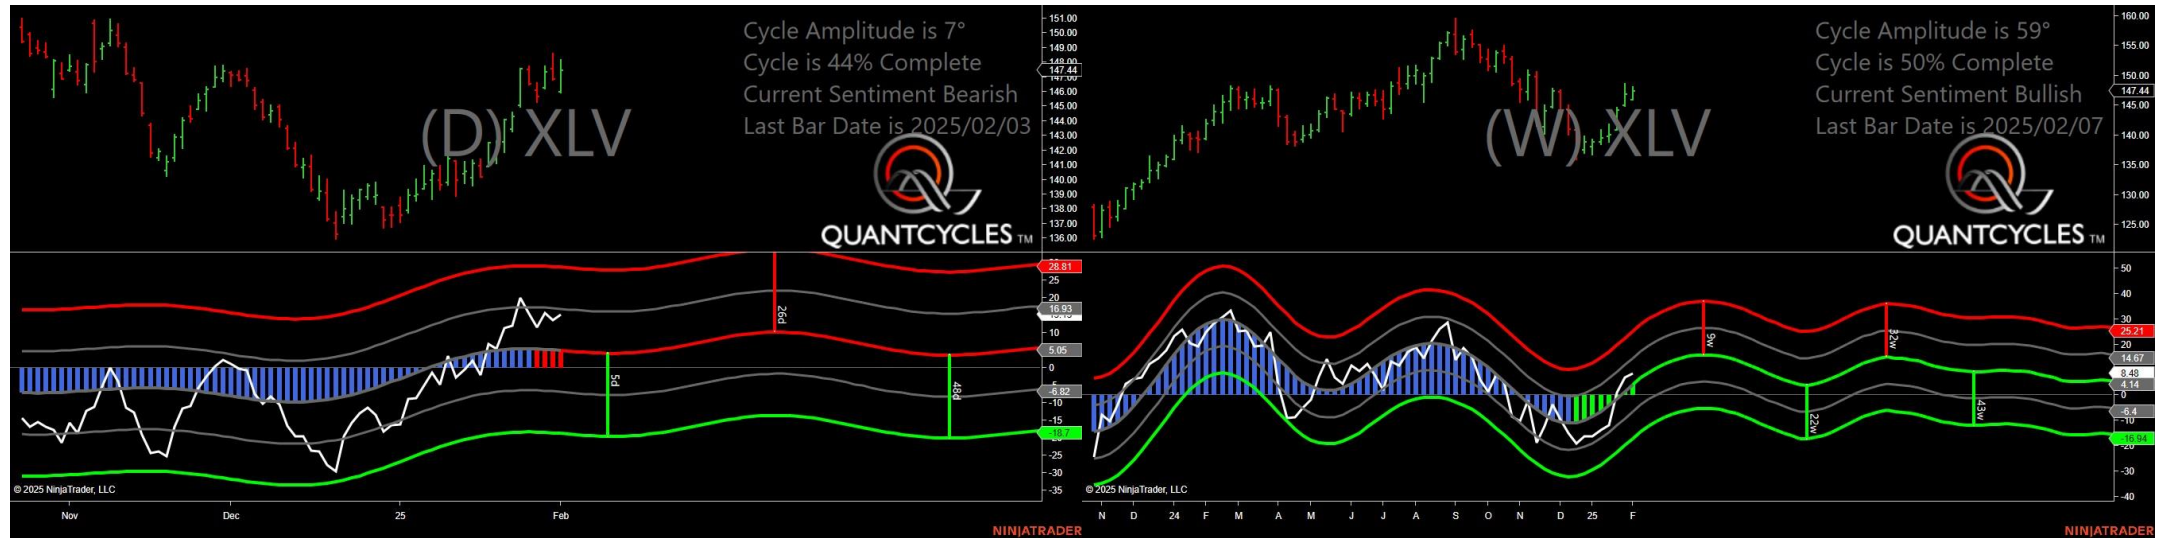 Cycle Amplitude is 7°
Cycle is 44% Complete
Current Sentiment Bearish
Last Bar Date is 2025/02/03
(D) XLV
QUANTCYCLES TM
151.00
150.00
149.00
148.00
147.44
147.00
146.00
145.00
144.00
143.00
142.00
141.00
140.00
139.00
138.00
137.00
136.00
28.81
25
20
16.93
10
5.05
0
-6.82
-10
-15
-18.7
-25
-30
-35
26d
5d
48d
© 2025 NinjaTrader, LLC
Nov
Dec
25
Feb
NINJATRADER
Cycle Amplitude is 59°
Cycle is 50% Complete
Current Sentiment Bullish
Last Bar Date is 2025/02/07
(W) XLV
QUANTCYCLES TM
160.00
155.00
150.00
147.44
145.00
140.00
135.00
130.00
125.00
50
40
30
25.21
20
14.67
8.48
4.14
0
-6.4
-10
-16.94
-20
-30
-40
9w
32w
22w
43w
© 2025 NinjaTrader, LLC
N D 24 F M A M J J A S O N D 25 F
NINJATRADER